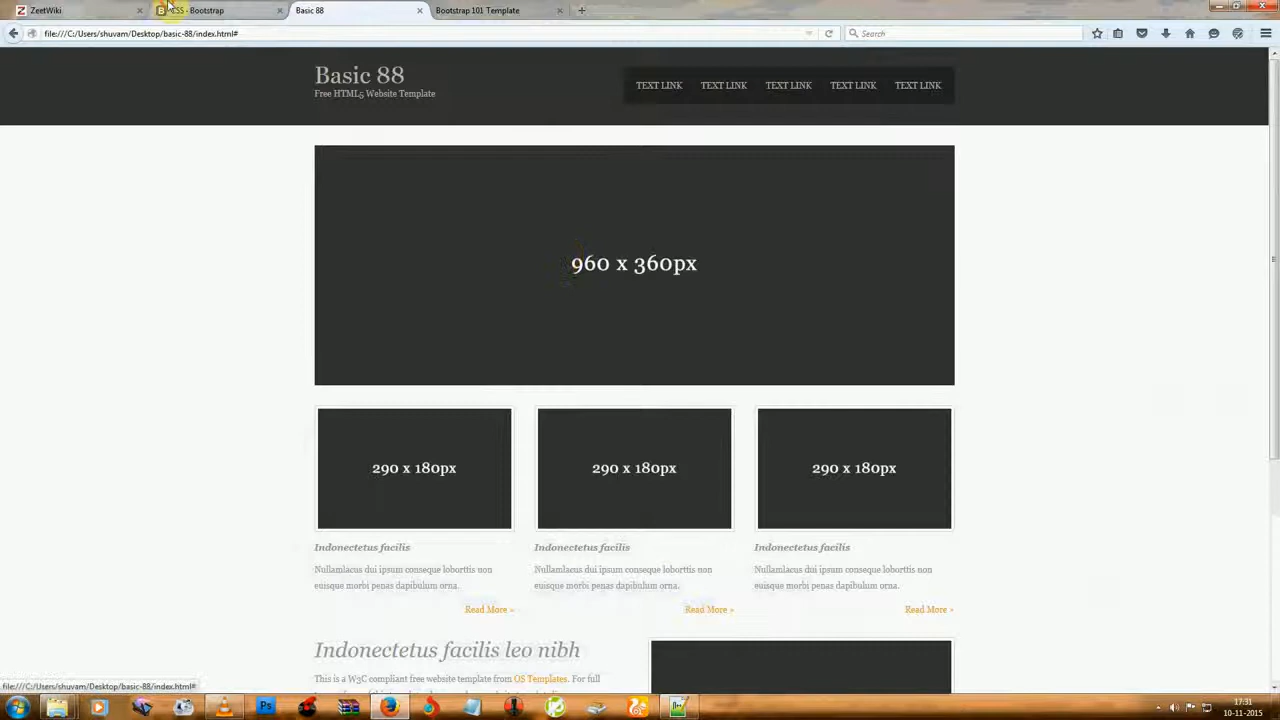 ZeetWiki
CSS · Bootstrap
Basic 88
Bootstrap 101 Template
file:///C:/Users/shuvam/Desktop/basic-88/index.html#
Search
Basic 88
Free HTML5 Website Template
TEXT LINK
TEXT LINK
TEXT LINK
TEXT LINK
TEXT LINK
960 x 360px
290 x 180px
290 x 180px
290 x 180px
Indonectetus facilis
Nullamlacus dui ipsum conseque loborttis non
euisque morbi penas dapibulum orna.
Read More »
Indonectetus facilis
Nullamlacus dui ipsum conseque loborttis non
euisque morbi penas dapibulum orna.
Read More »
Indonectetus facilis
Nullamlacus dui ipsum conseque loborttis non
euisque morbi penas dapibulum orna.
Read More »
Indonectetus facilis leo nibh
This is a W3C compliant free website template from OS Templates. For full
file:///C:/Users/shuvam/Desktop/basic-88/index.html#
17:31
10-11-2015